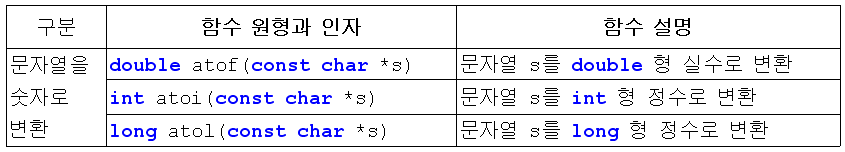 구분 함수 원형과 인자 함수 설명
문자열을 double atof(const char *s) 문자열 s를 double 형 실수로 변환
숫자로 int atoi(const char *s) 문자열 s를 int 형 정수로 변환
변환 long atol(const char *s) 문자열 s를 long 형 정수로 변환